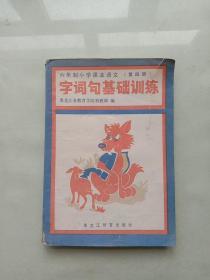 六年制小学课本语文（第四册）
字词句基础训练
黑龙江省教育学院初教部 编
黑龙江教育出版社